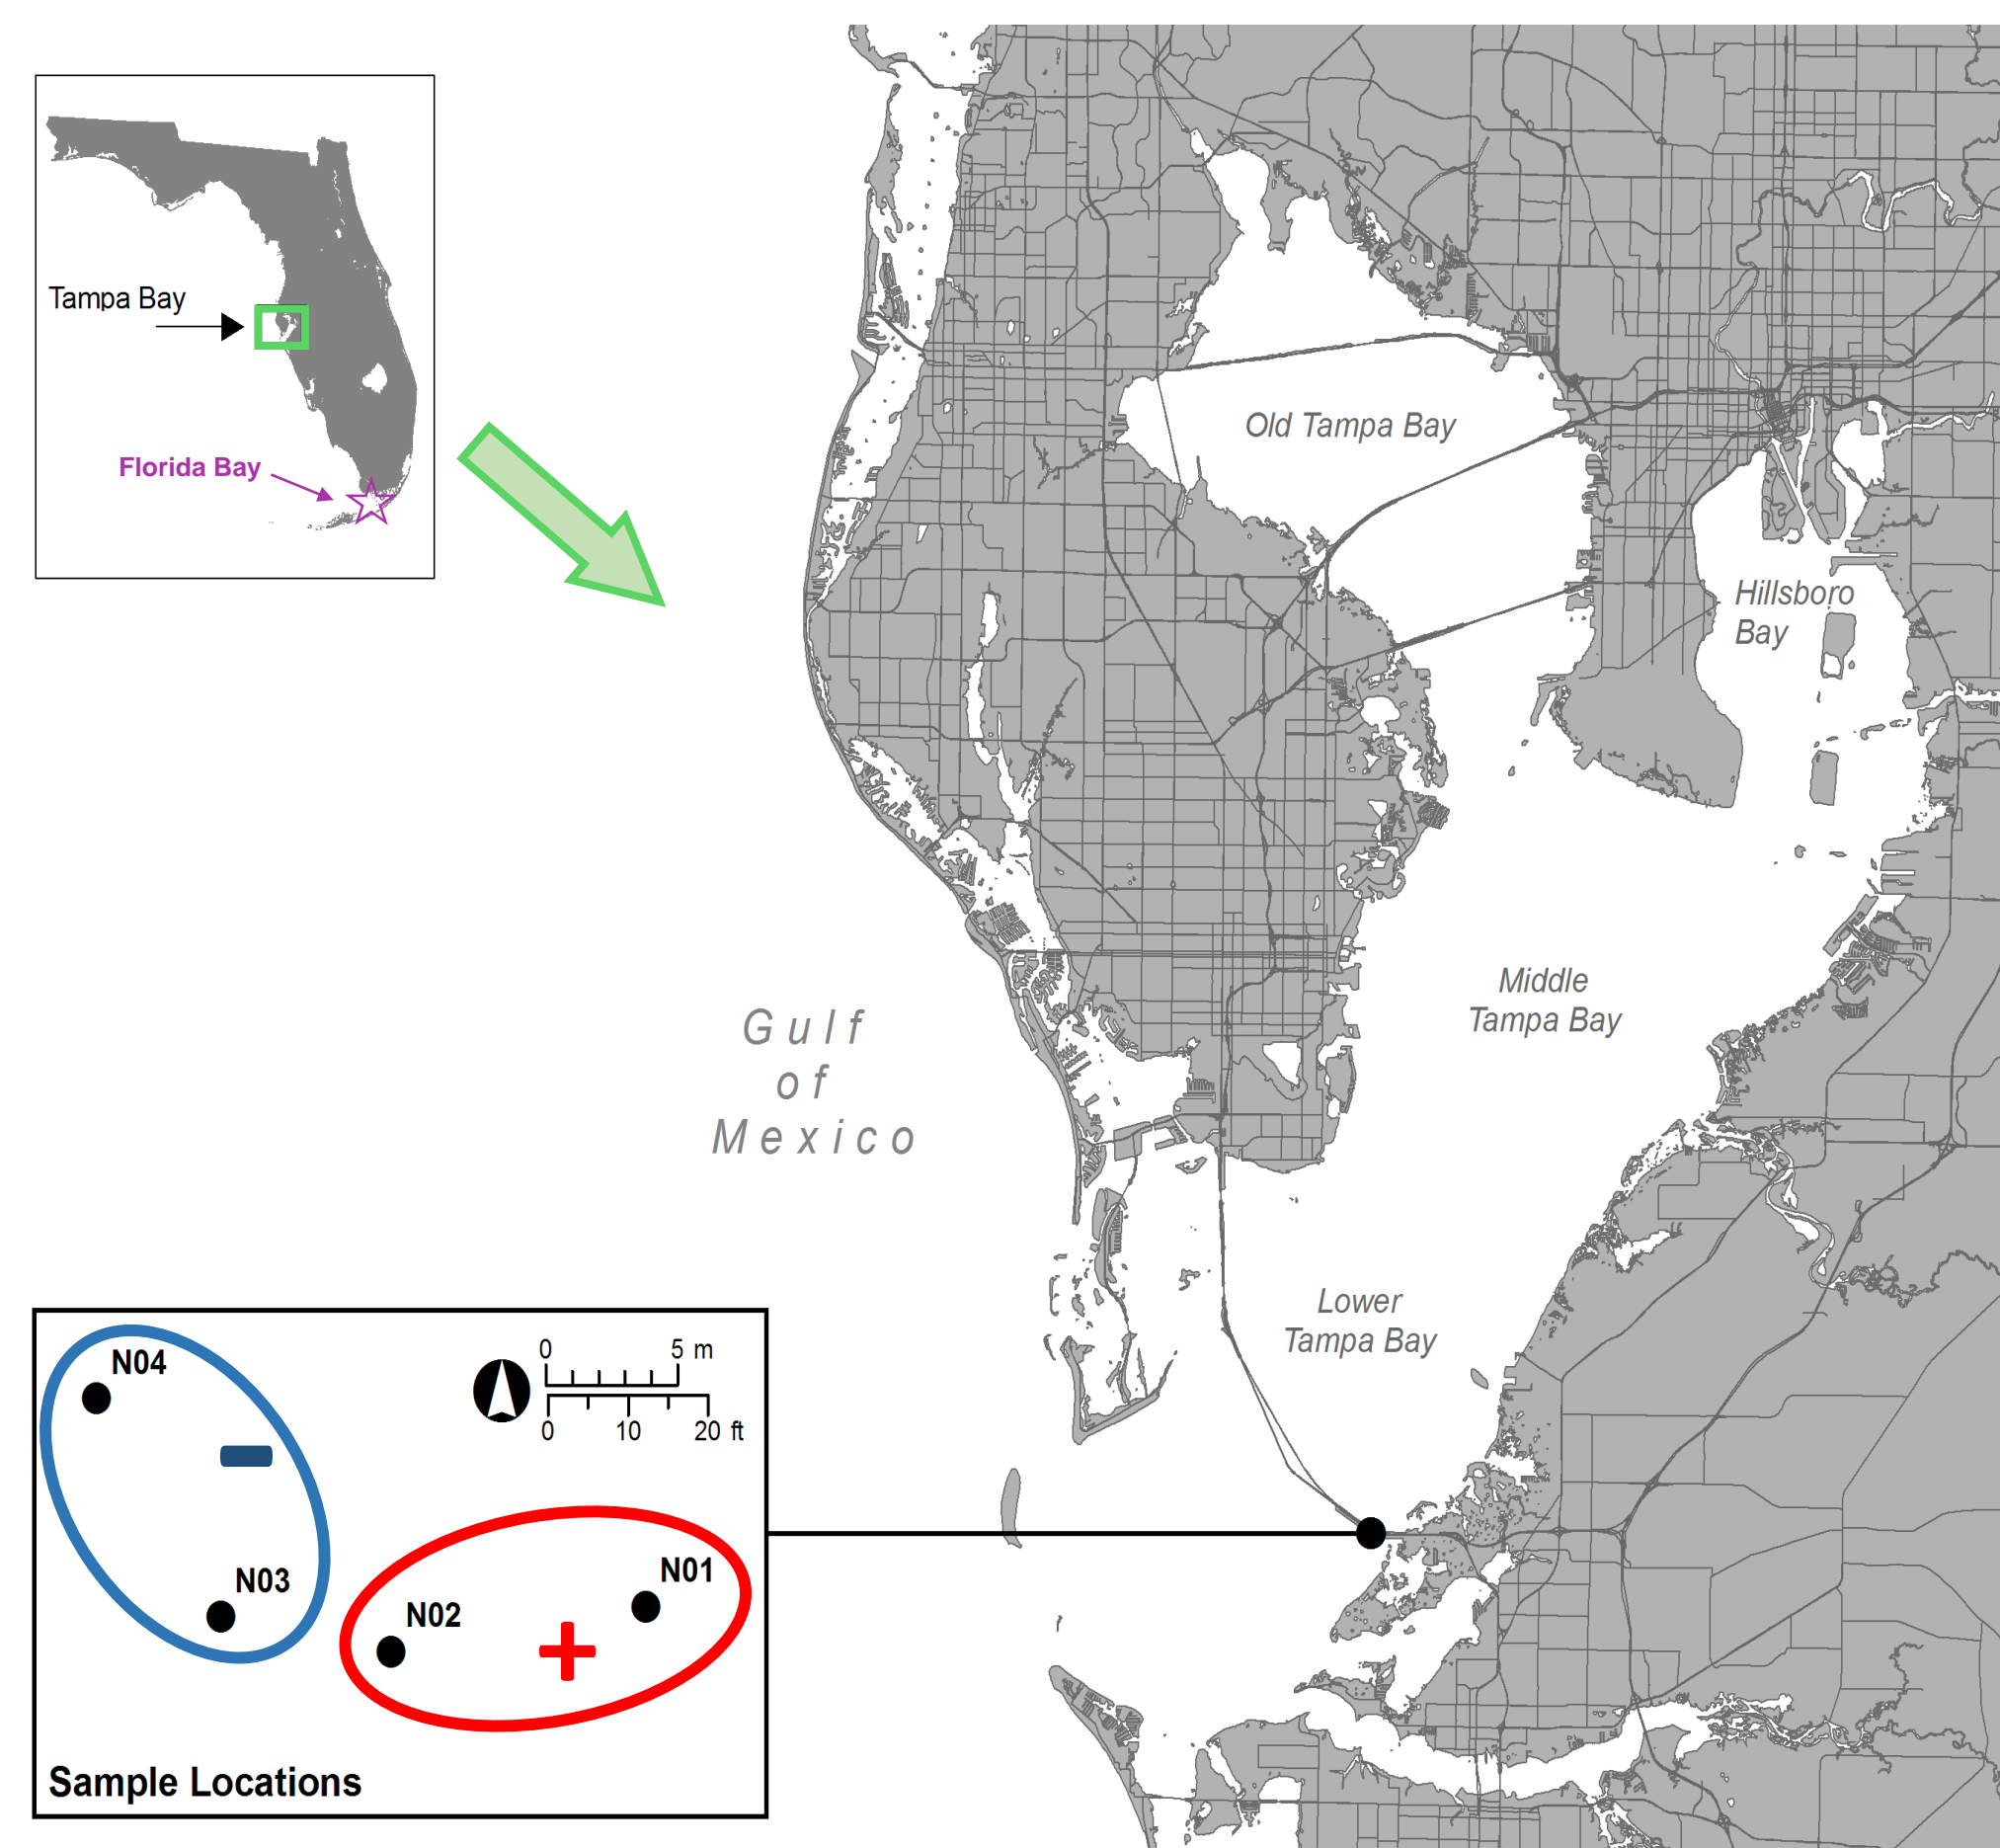 Tampa Bay
Florida Bay
Old Tampa Bay
Hillsboro
Bay
Middle
Tampa Bay
Gulf
of
Mexico
Lower
Tampa Bay
N04
0 5 m
0 10 20 ft
N03
N02
N01
Sample Locations